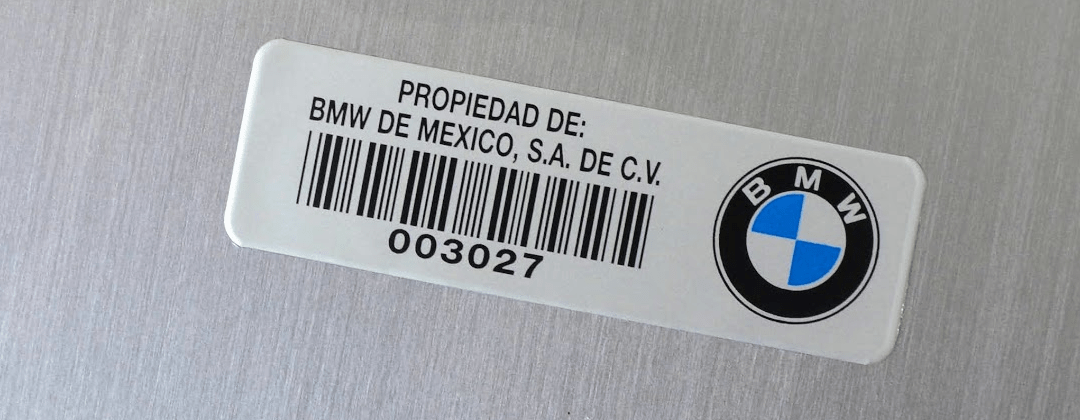 PROPIEDAD DE:
BMW DE MEXICO, S.A. DE C.V.
003027
BMW